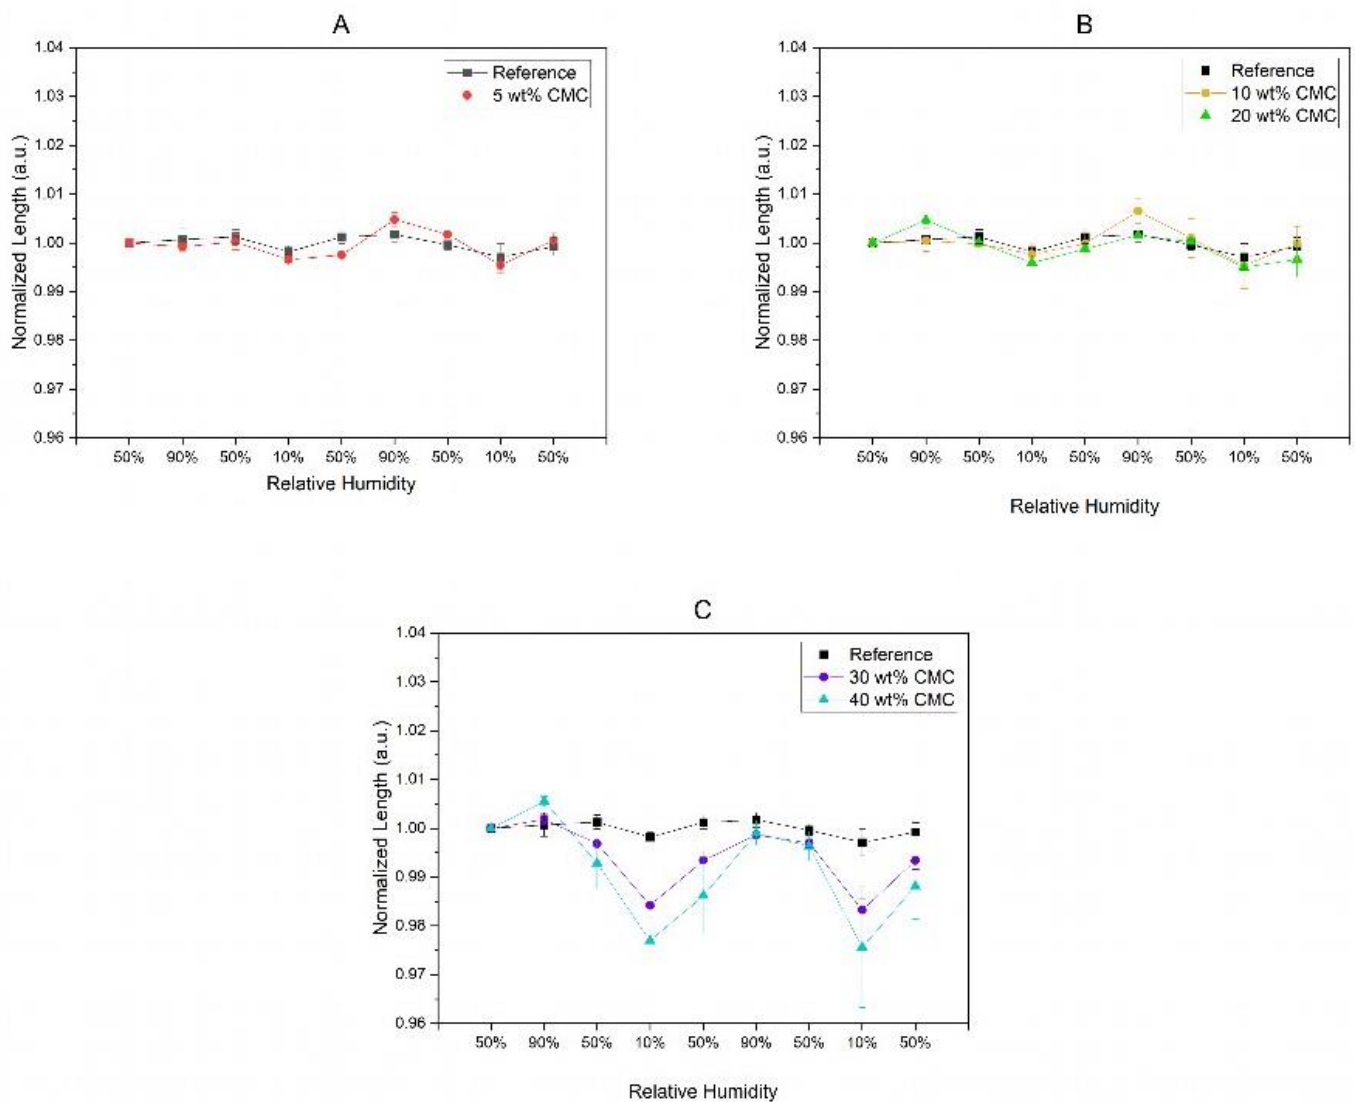 A
Normalized Length (a.u.)
1.04
1.03
1.02
1.01
1.00
0.99
0.98
0.97
0.96
Reference
5 wt% CMC
50% 90% 50% 10% 50% 90% 50% 10% 50%
Relative Humidity
B
Normalized Length (a.u.)
1.04
1.03
1.02
1.01
1.00
0.99
0.98
0.97
0.96
Reference
10 wt% CMC
20 wt% CMC
50% 90% 50% 10% 50% 90% 50% 10% 50%
Relative Humidity
C
Normalized Length (a.u.)
1.04
1.03
1.02
1.01
1.00
0.99
0.98
0.97
0.96
Reference
30 wt% CMC
40 wt% CMC
50% 90% 50% 10% 50% 90% 50% 10% 50%
Relative Humidity